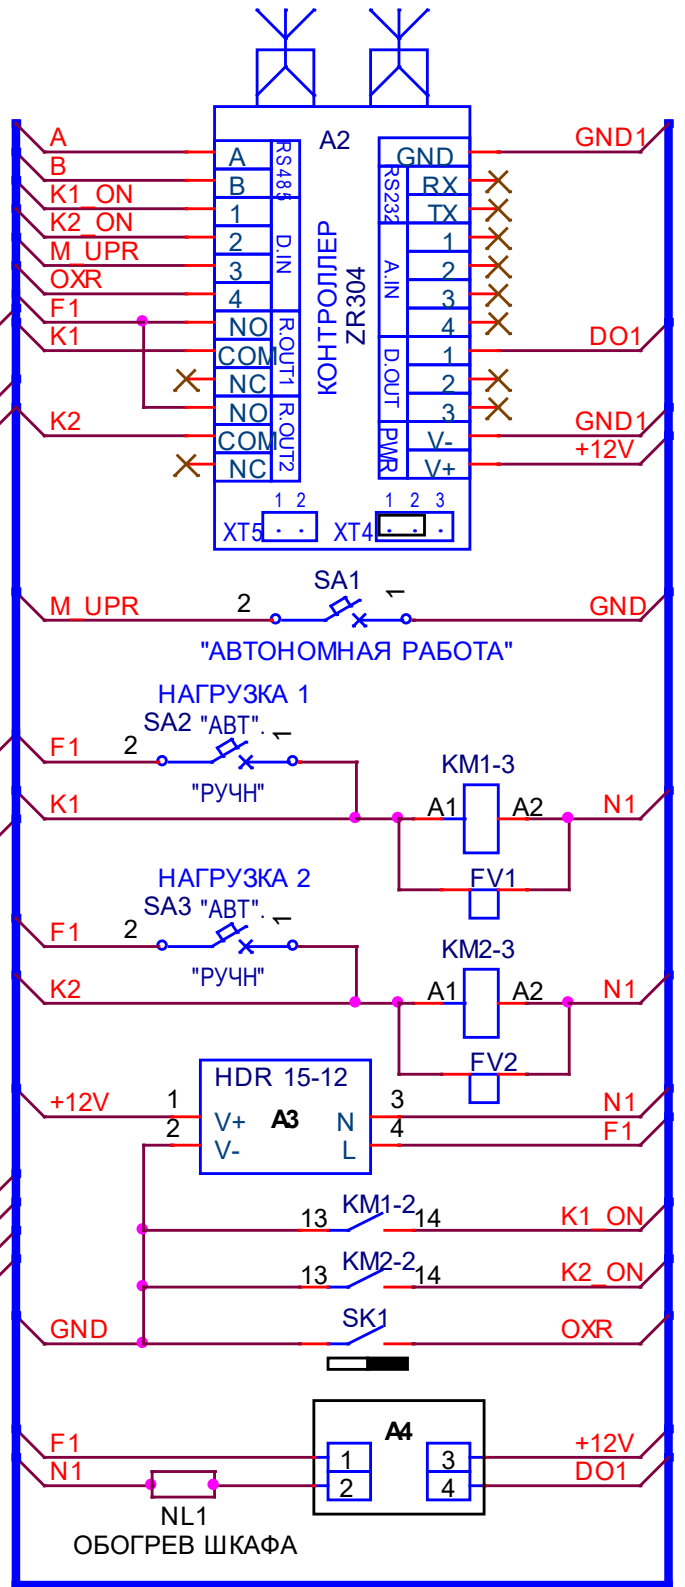 A2
A
B
K1_ON
K2_ON
M_UPR
OXR
F1
K1
K2
A
B
1
2
3
4
NO
COM
NC
NO
COM
NC
RS485
D.IN
R.OUT1
R.OUT2
КОНТРОЛЛЕР
ZR304
GND
RX
TX
1
2
3
4
1
2
3
V-
V+
RS232
A.IN
D.OUT
PWR
GND1
DO1
GND1
+12V
1 2
XT5
1 2 3
XT4
SA1
M_UPR 2 1 GND
"АВТОНОМНАЯ РАБОТА"
НАГРУЗКА 1
SA2 "АВТ".
F1 2 1
"РУЧН"
KM1-3
K1 A1 A2 N1
FV1
НАГРУЗКА 2
SA3 "АВТ".
F1 2 1
"РУЧН"
KM2-3
K2 A1 A2 N1
FV2
HDR 15-12
+12V 1 V+ A3 N 3 N1
2 V- L 4 F1
KM1-2
13 14 K1_ON
KM2-2
13 14 K2_ON
SK1
GND OXR
A4
F1 1 3 +12V
N1 2 4 DO1
NL1
ОБОГРЕВ ШКАФА